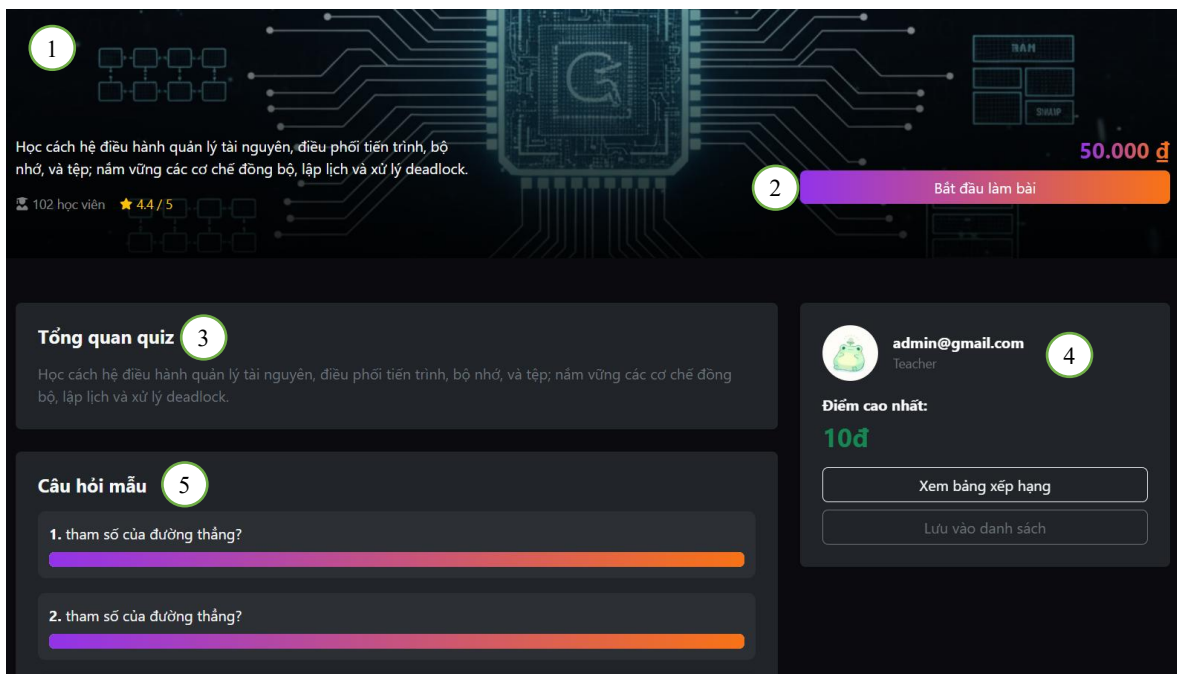 1
RAM
SWAP
Học cách hệ điều hành quản lý tài nguyên, điều phối tiến trình, bộ
nhớ, và tệp; nắm vững các cơ chế đồng bộ, lập lịch và xử lý deadlock.
50.000 ₫
2
Bắt đầu làm bài
102 học viên 4.4 / 5
Tổng quan quiz 3
Học cách hệ điều hành quản lý tài nguyên, điều phối tiến trình, bộ nhớ, và tệp; nắm vững các cơ chế đồng
bộ, lập lịch và xử lý deadlock.
admin@gmail.com
Teacher
4
Điểm cao nhất:
10đ
Xem bảng xếp hạng
Lưu vào danh sách
Câu hỏi mẫu 5
1. tham số của đường thẳng?
2. tham số của đường thẳng?